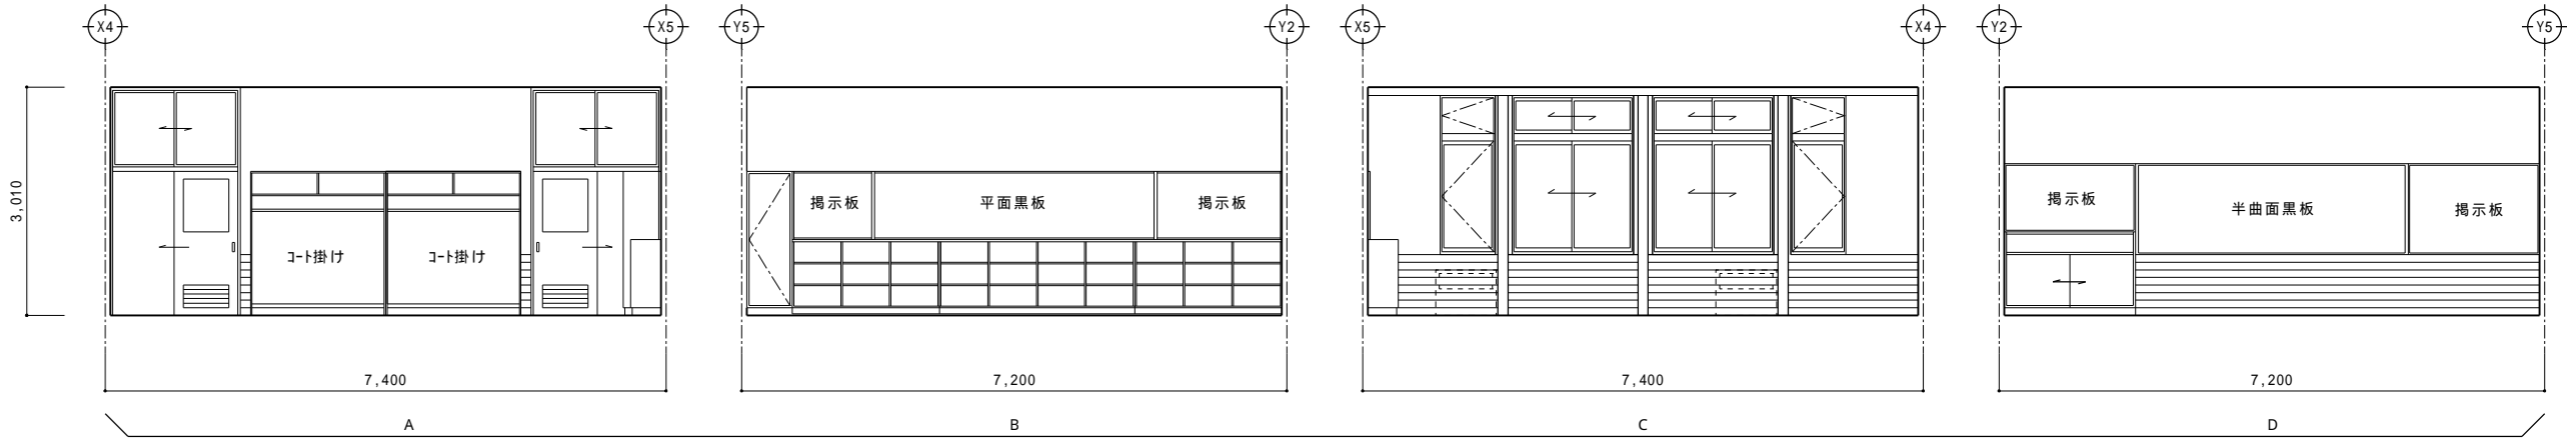 X4 X5 Y5 Y2 X5 X4 Y2 Y5
3,010
掲示板 平面黒板 掲示板
掲示板 半曲面黒板 掲示板
コート掛け コート掛け
7,400 7,200 7,400 7,200
A B C D